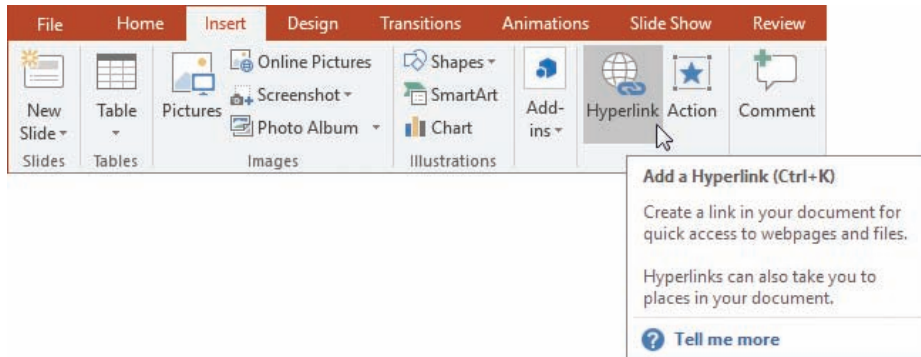 File Home Insert Design Transitions Animations Slide Show Review
Online Pictures Shapes
Screenshot SmartArt
New Table Pictures Add- Hyperlink Action Comment
Slide Photo Album Chart ins
Slides Tables Images Illustrations
Add a Hyperlink (Ctrl+K)
Create a link in your document for
quick access to webpages and files.
Hyperlinks can also take you to
places in your document.
? Tell me more